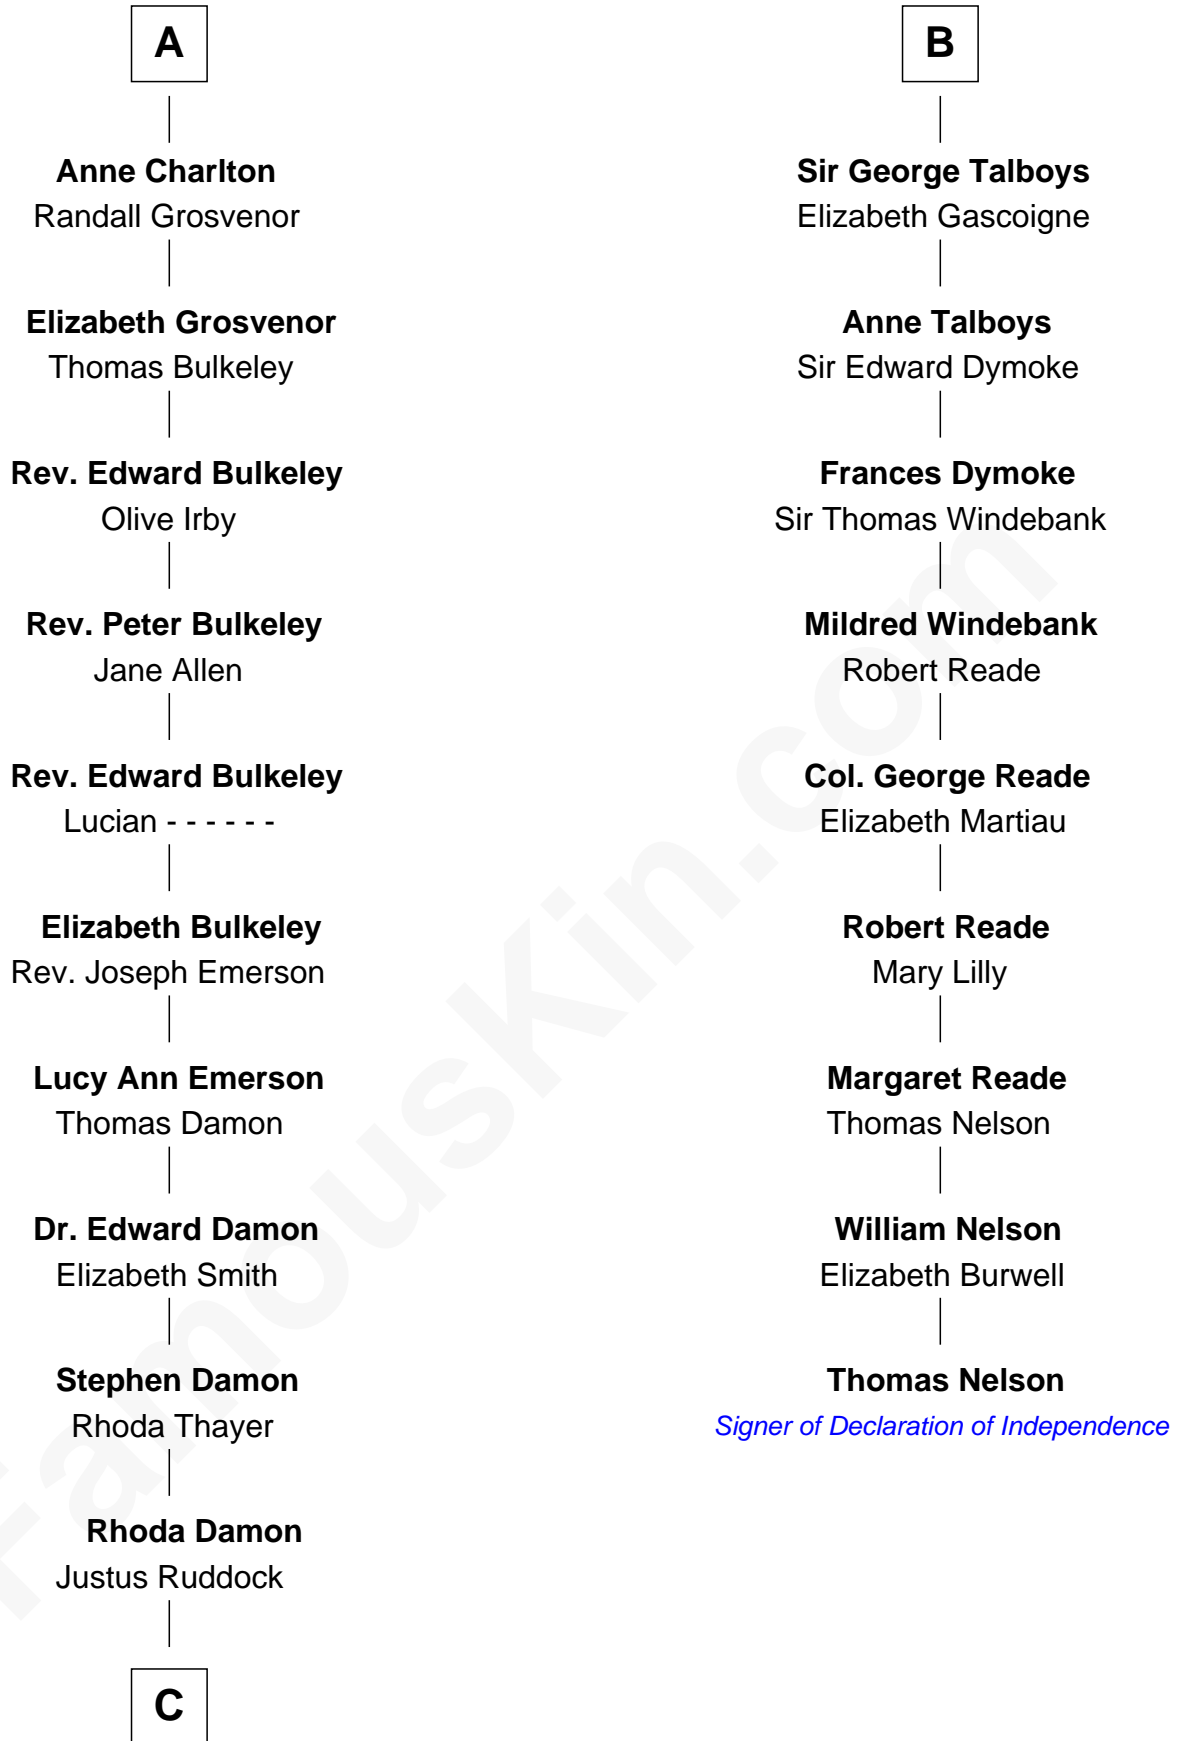 A
Anne Charlton
Randall Grosvenor
Elizabeth Grosvenor
Thomas Bulkeley
Rev. Edward Bulkeley
Olive Irby
Rev. Peter Bulkeley
Jane Allen
Rev. Edward Bulkeley
Lucian - - - - - -
Elizabeth Bulkeley
Rev. Joseph Emerson
Lucy Ann Emerson
Thomas Damon
Dr. Edward Damon
Elizabeth Smith
Stephen Damon
Rhoda Thayer
Rhoda Damon
Justus Ruddock
C
B
Sir George Talboys
Elizabeth Gascoigne
Anne Talboys
Sir Edward Dymoke
Frances Dymoke
Sir Thomas Windebank
Mildred Windebank
Robert Reade
Col. George Reade
Elizabeth Martiau
Robert Reade
Mary Lilly
Margaret Reade
Thomas Nelson
William Nelson
Elizabeth Burwell
Thomas Nelson
Signer of Declaration of Independence
FamousKin.com